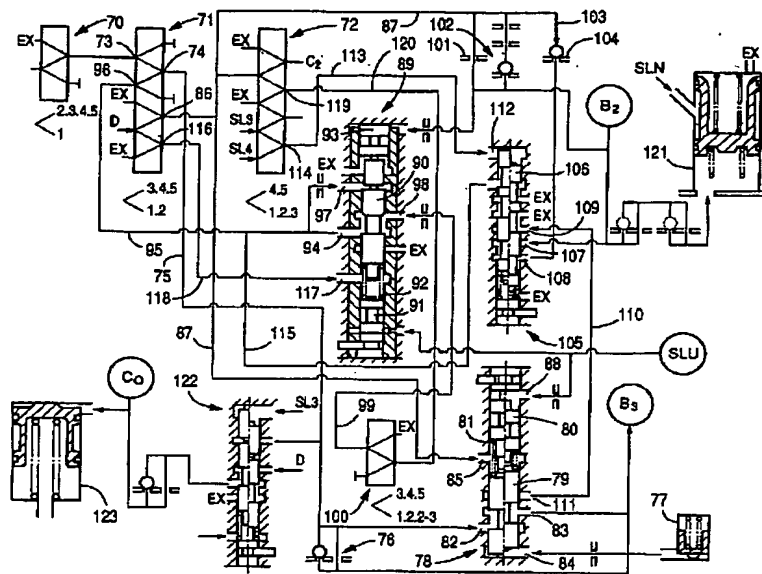 70
71
72
87
102
103
104
EX
73
74
113
120
101
EX
C2
89
SLN
EX
96
86
119
112
B2
EX
93
EX
2.3.4.5
1
D
116
SL3
90
106
121
EX
SL4
114
EX
98
97
EX
EX
109
3.4.5
1.2
4.5
1.2.3
94
EX
107
95
108
75
117
92
118
EX
110
91
105
87
115
88
SLU
C0
122
SL3
99
81
80
B3
D
EX
85
79
77
EX
123
100
3.4.5
1.2.2-3
111
83
82
76
78
84